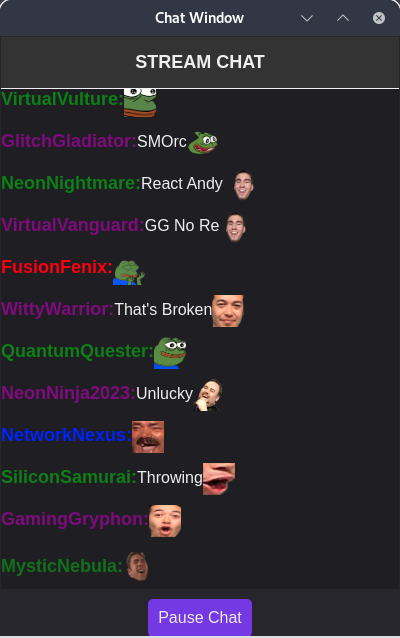 Chat Window
STREAM CHAT
VirtualVulture:
GlitchGladiator:SMOrc
NeonNightmare:React Andy
VirtualVanguard:GG No Re
FusionFenix:
WittyWarrior:That's Broken
QuantumQuester:
NeonNinja2023:Unlucky
NetworkNexus:
SiliconSamurai:Throwing
GamingGryphon:
MysticNebula:
Pause Chat